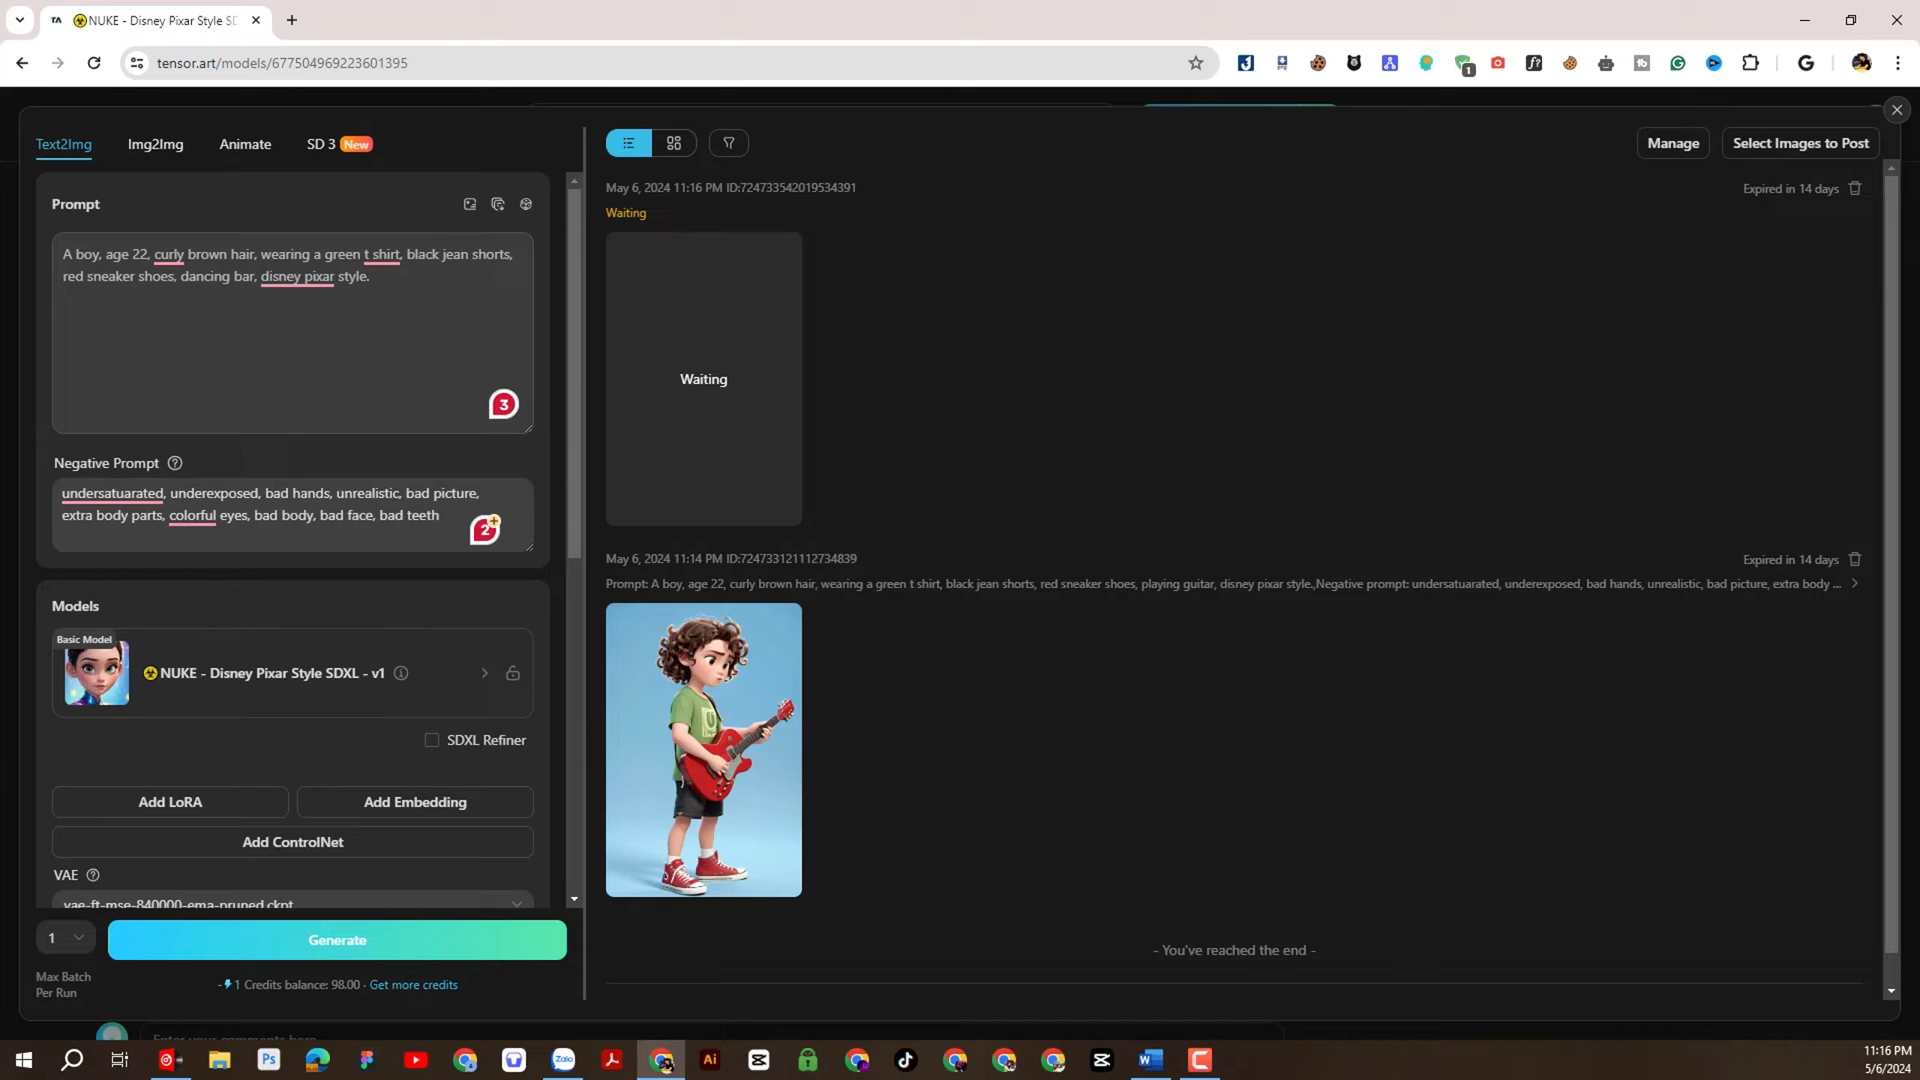 NUKE - Disney Pixar Style SD
tensor.art/models/677504969223601395
Text2Img
Img2Img
Animate
SD 3 New
Manage
Select Images to Post
Prompt
A boy, age 22, curly brown hair, wearing a green t shirt, black jean shorts,
red sneaker shoes, dancing bar, disney pixar style.
3
Negative Prompt
undersatuarated, underexposed, bad hands, unrealistic, bad picture,
extra body parts, colorful eyes, bad body, bad face, bad teeth
2+
Models
Basic Model
NUKE - Disney Pixar Style SDXL - v1
SDXL Refiner
Add LoRA
Add Embedding
Add ControlNet
VAE
vae-ft-mse-840000-ema-pruned.ckpt
1
Generate
Max Batch
Per Run
- 1 Credits balance: 98.00 - Get more credits
May 6, 2024 11:16 PM ID:724733542019534391
Expired in 14 days
Waiting
Waiting
May 6, 2024 11:14 PM ID:724733121112734839
Expired in 14 days
Prompt: A boy, age 22, curly brown hair, wearing a green t shirt, black jean shorts, red sneaker shoes, playing guitar, disney pixar style.,Negative prompt: undersatuarated, underexposed, bad hands, unrealistic, bad picture, extra body ...
- You've reached the end -
Enter your comments here
11:16 PM
5/6/2024